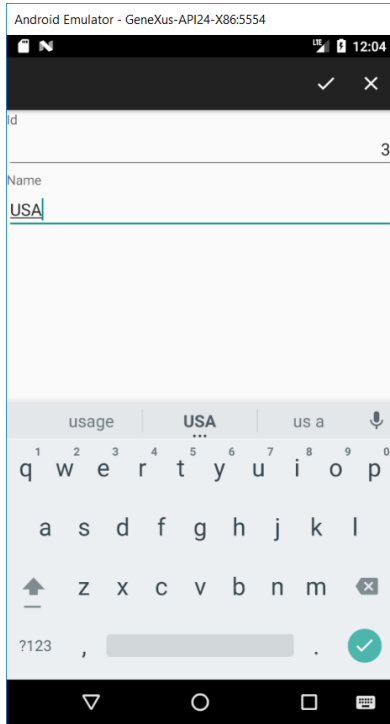 Android Emulator - GeneXus-API24-X86:5554
LTE 12:04
Id
3
Name
USA
usage USA us a
1 2 3 4 5 6 7 8 9 0
q w e r t y u i o p
a s d f g h j k l
z x c v b n m
?123 , .